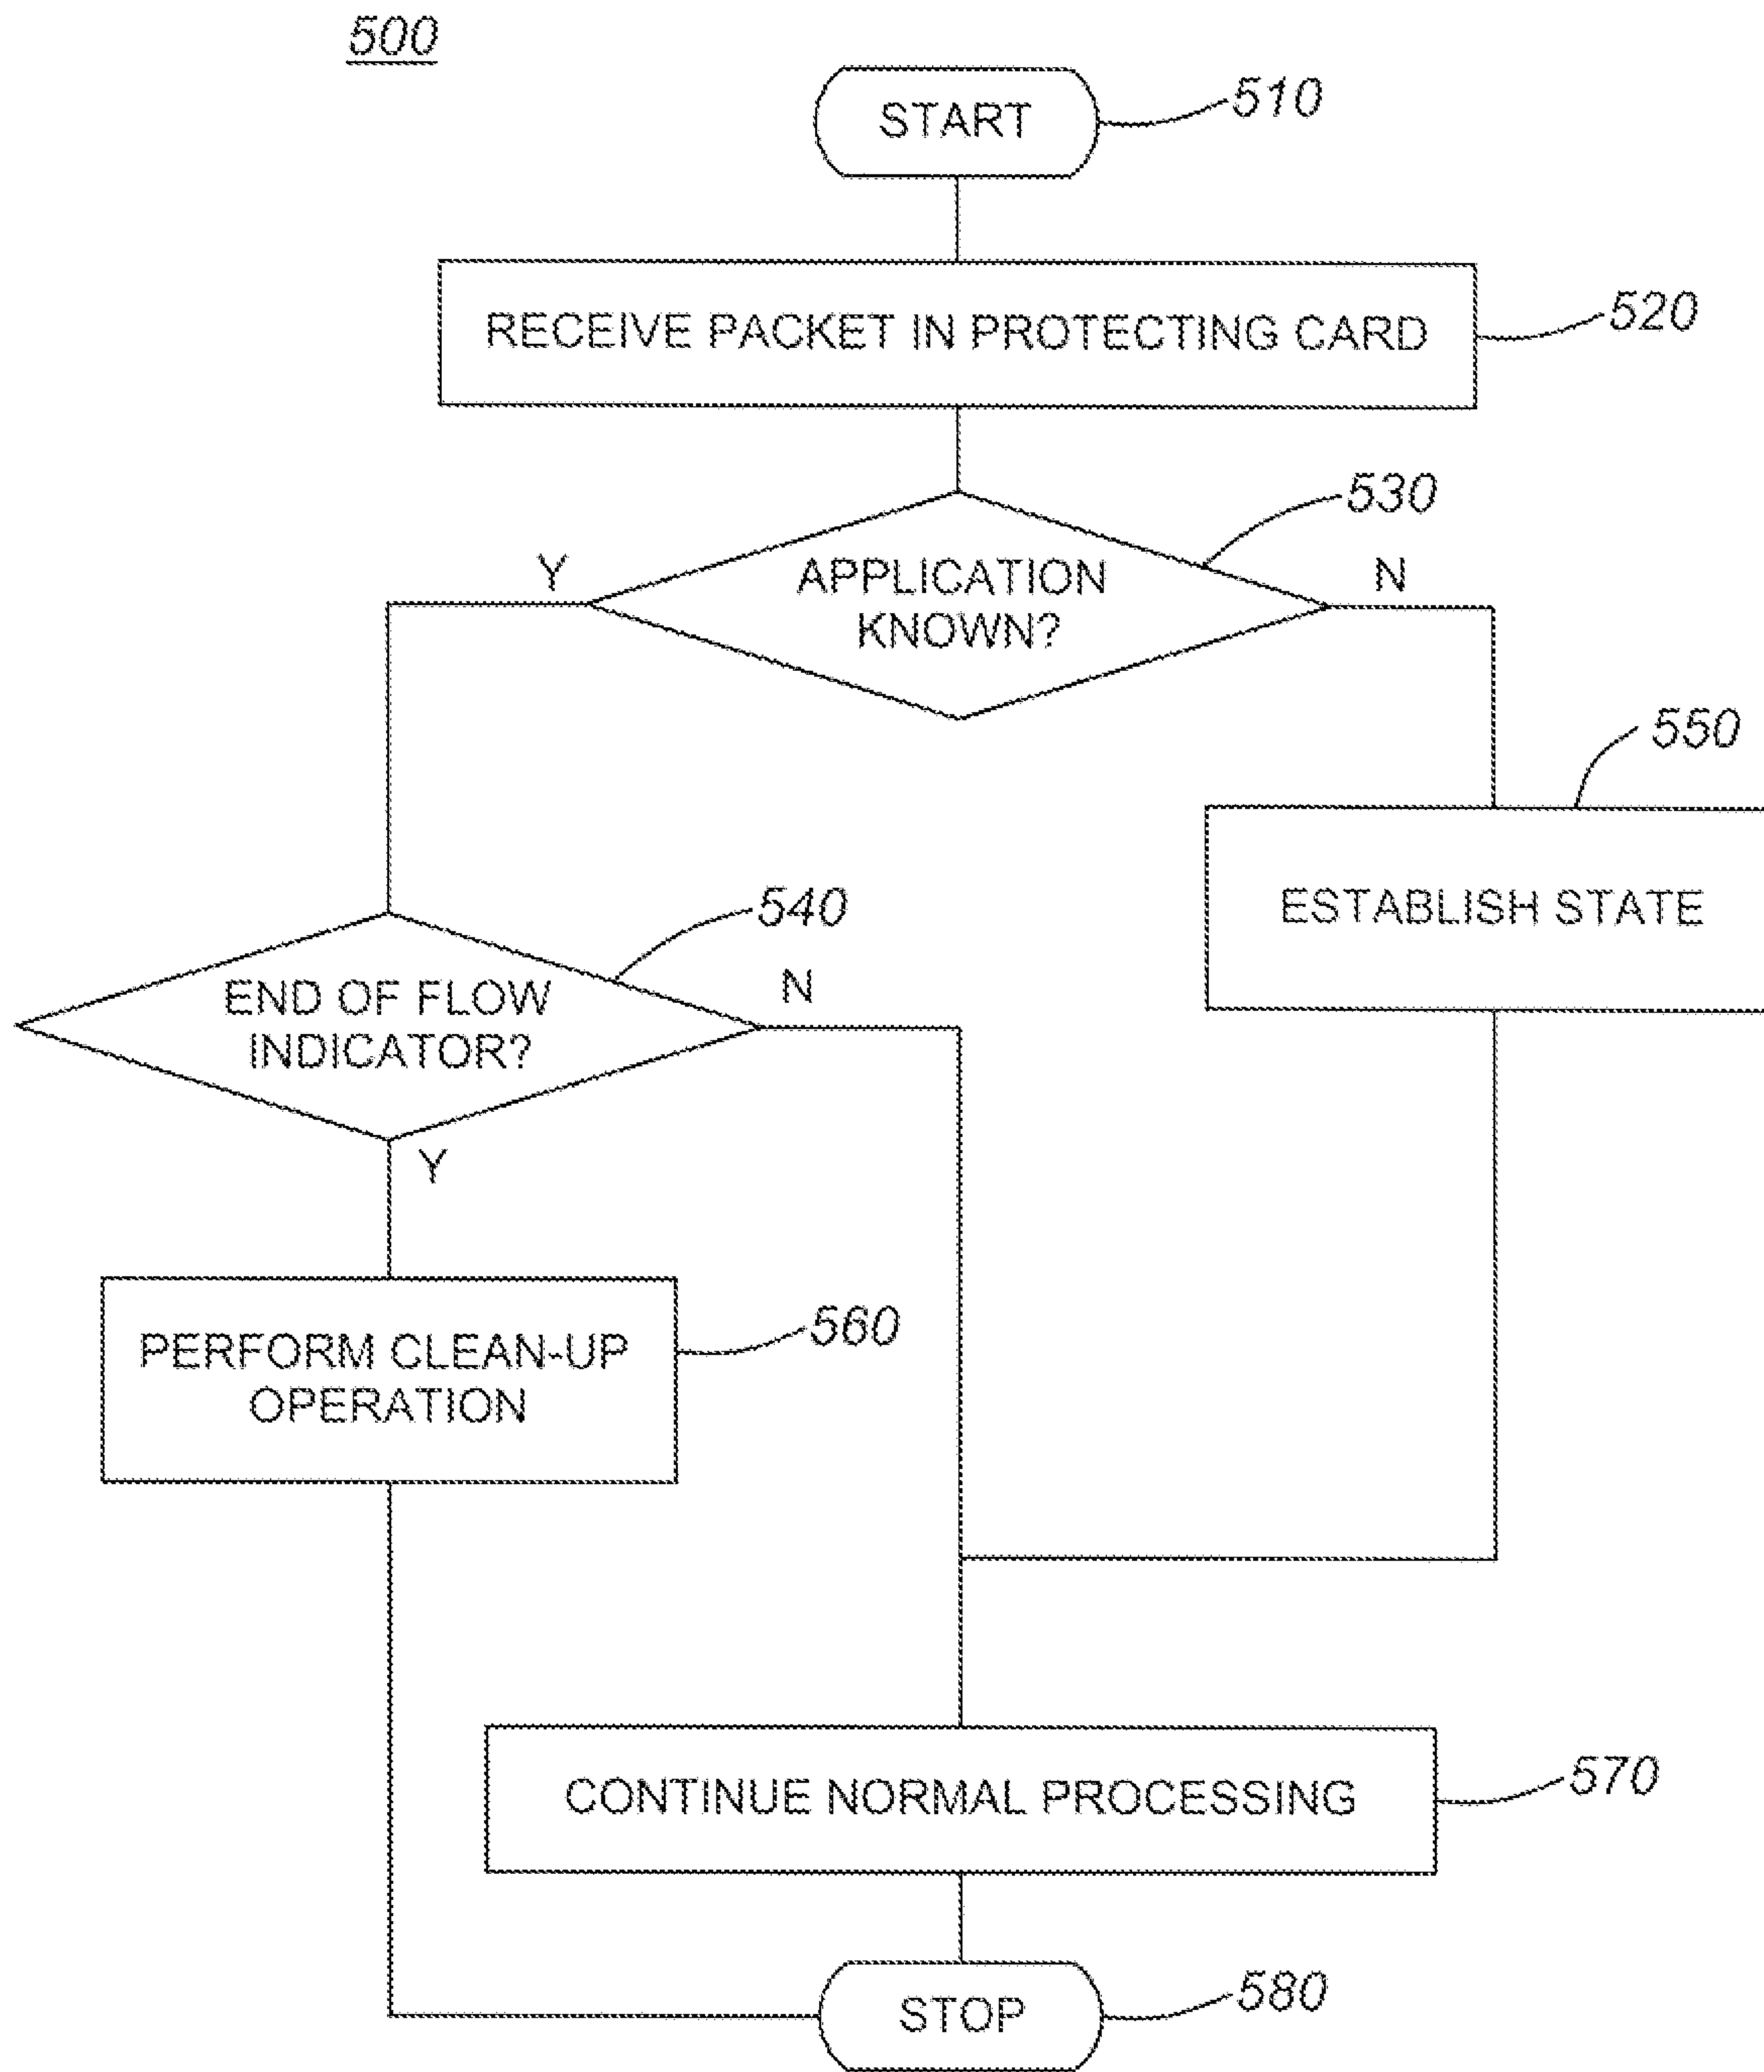 500
START
510
RECEIVE PACKET IN PROTECTING CARD
520
530
Y
APPLICATION
KNOWN?
N
550
ESTABLISH STATE
540
END OF FLOW
INDICATOR?
N
Y
560
PERFORM CLEAN-UP
OPERATION
CONTINUE NORMAL PROCESSING
570
STOP
580